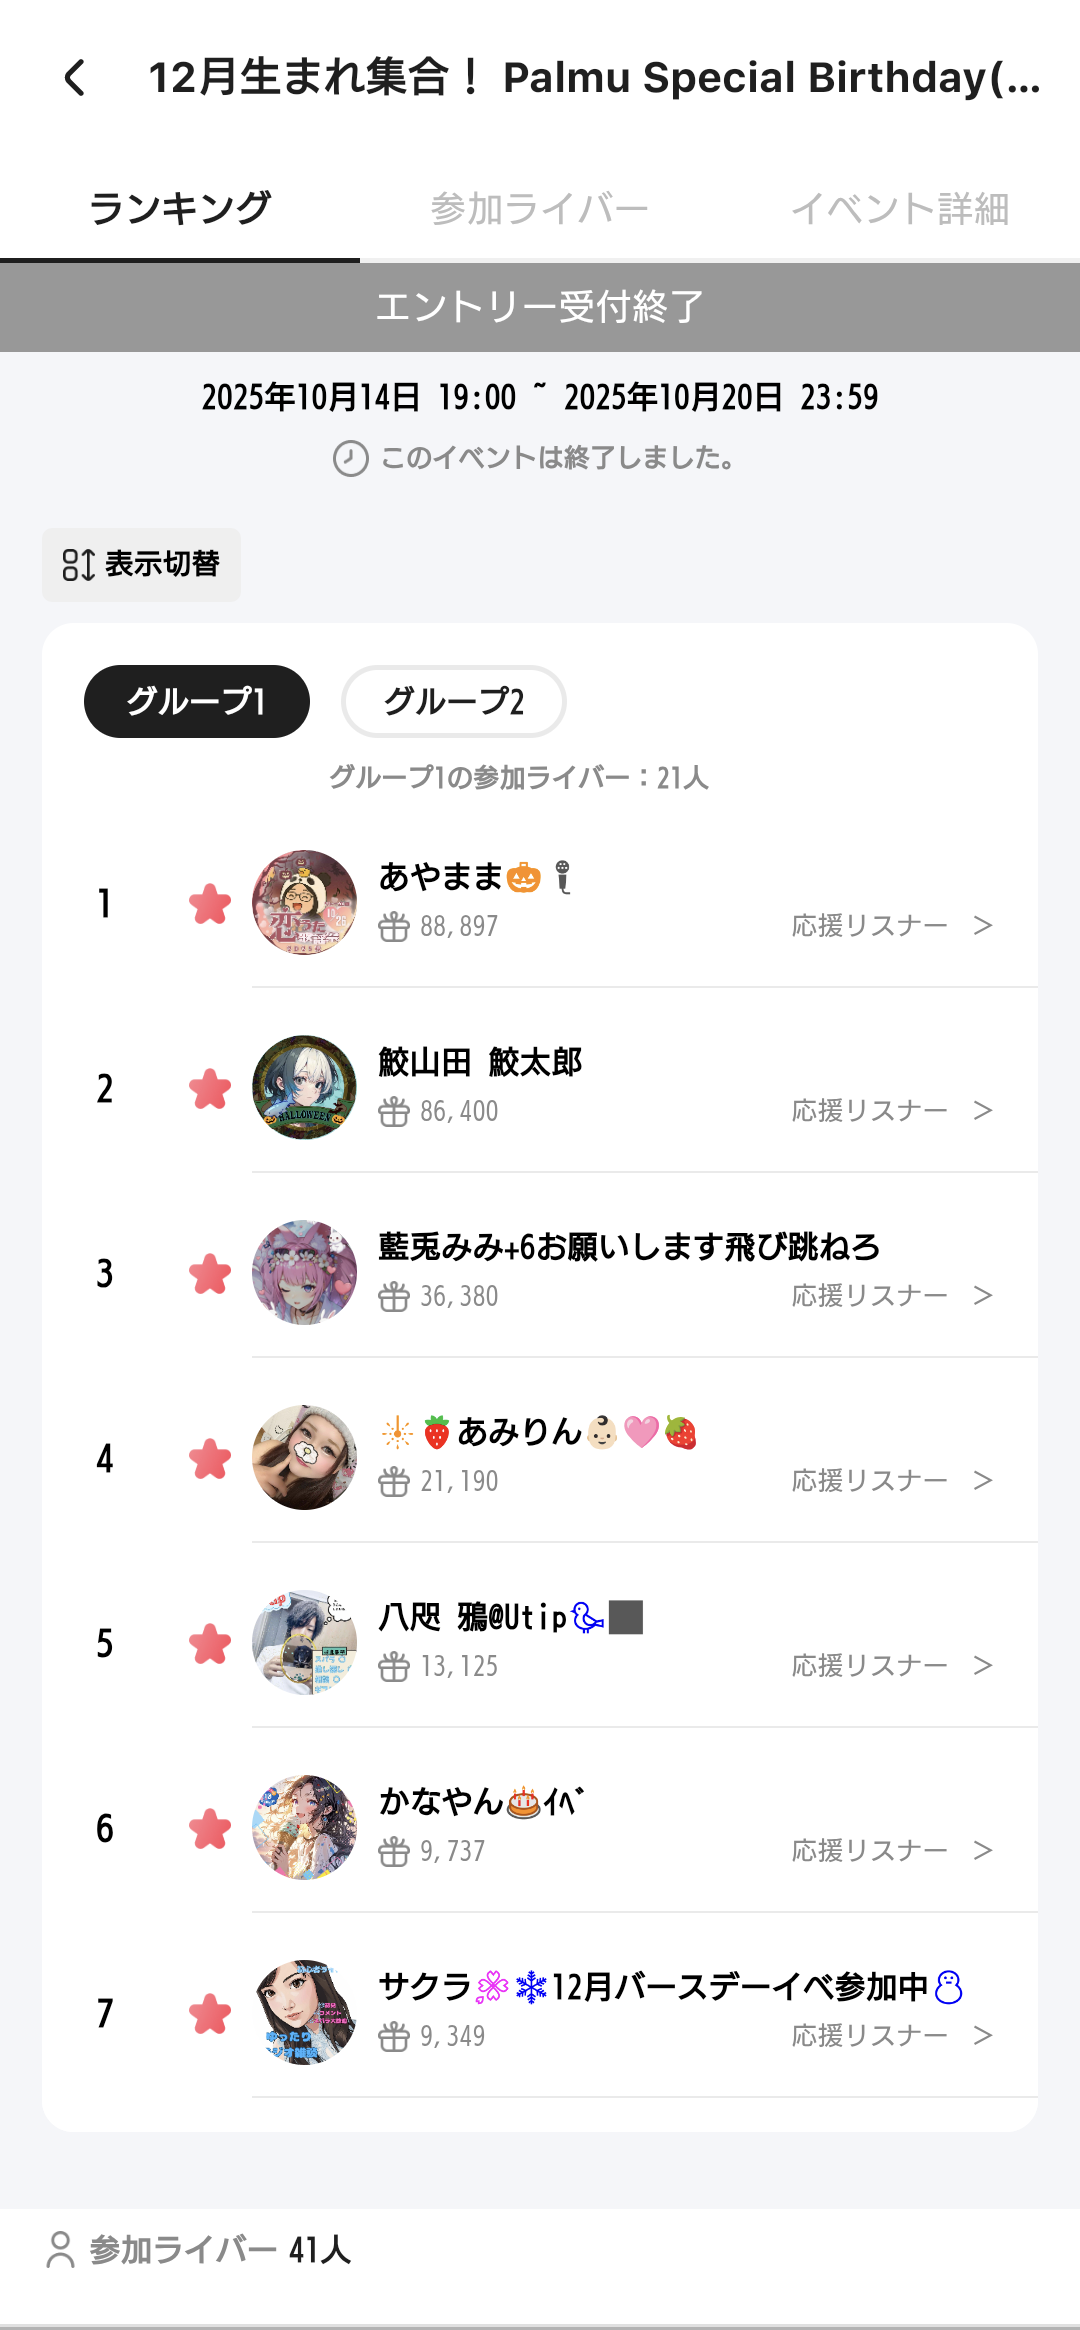 12月生まれ集合！ Palmu Special Birthday(...
ランキング
参加ライバー
イベント詳細
エントリー受付終了
2025年10月14日 19:00 ~ 2025年10月20日 23:59
このイベントは終了しました。
表示切替
グループ1
グループ2
グループ1の参加ライバー：21人
1
あやまま🎃🎙
88,897
応援リスナー >
2
HALLOWEEN
鮫山田 鮫太郎
86,400
応援リスナー >
3
藍兎みみ+6お願いします飛び跳ねろ
36,380
応援リスナー >
4
🍓あみりん👶🏻🩷🍓
21,190
応援リスナー >
5
八咫 鴉@Utip🐦⬛
13,125
応援リスナー >
6
かなやん🎂ｲﾍﾞ
9,737
応援リスナー >
7
サクラ🌸❄12月バースデーイベ参加中⛄
9,349
応援リスナー >
参加ライバー 41人